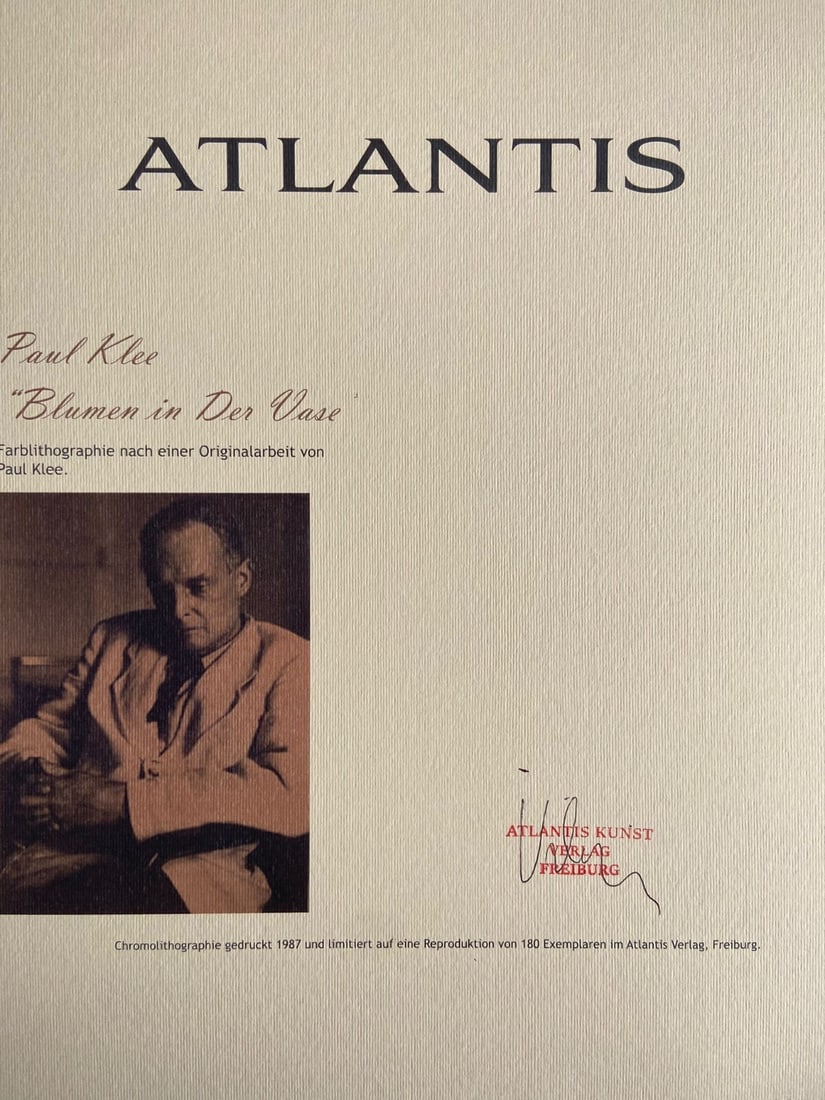 ATLANTIS
Paul Klee
"Blumen in Der Vase
Farblithographie nach einer Originalarbeit von
Paul Klee.
ATLANTIS KUNST
VERLAG
FREIBURG
Chromolithographie gedruckt 1987 und limitiert auf eine Reproduktion von 180 Exemplaren im Atlantis Verlag, Freiburg.